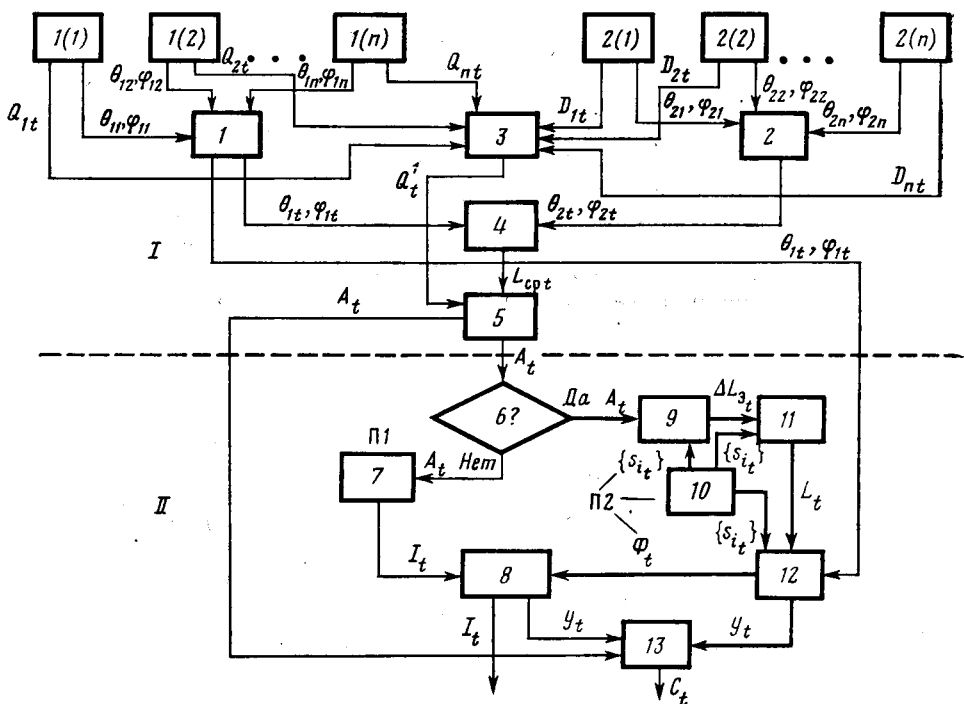 1(1) 1(2) 1(n) 2(1) 2(2) 2(n)
Q₂ₜ
θ₁₂,φ₁₂ θ₁ₙ,φ₁ₙ Qₙₜ D₂ₜ
Q₁ₜ θ₁₁,φ₁₁ D₁ₜ θ₂₁,φ₂₁ θ₂₂,φ₂₂ θ₂ₙ,φ₂ₙ
1 3 2
Q¹ₜ Dₙₜ
θ₁ₜ,φ₁ₜ 4 θ₂ₜ,φ₂ₜ
I θ₁ₜ,φ₁ₜ
Lср t
Aₜ 5
Aₜ
6? Да Aₜ 9 ΔLэₜ 11
П1 Aₜ Нет
7 {sᵢₜ} {sᵢₜ}
II П2 10 Lₜ
{sᵢₜ}
Φₜ
Iₜ 8 12
Iₜ yₜ 13 yₜ
Cₜ